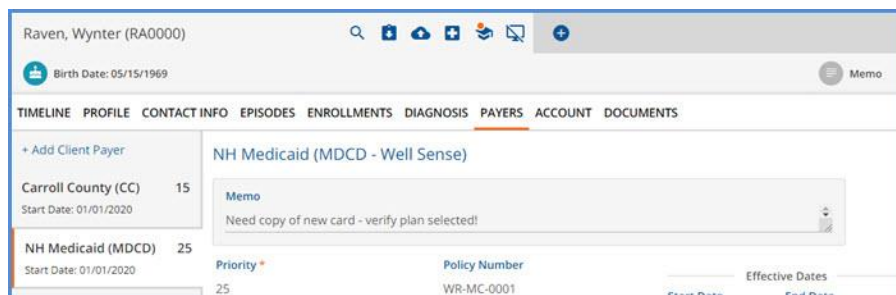 Raven, Wynter (RA0000)
Birth Date: 05/15/1969
Memo
TIMELINE PROFILE CONTACT INFO EPISODES ENROLLMENTS DIAGNOSIS PAYERS ACCOUNT DOCUMENTS
+ Add Client Payer
NH Medicaid (MDCD - Well Sense)
Carroll County (CC) 15
Start Date: 01/01/2020
Memo
Need copy of new card - verify plan selected!
NH Medicaid (MDCD) 25
Start Date: 01/01/2020
Priority *
Policy Number
Effective Dates
25
WR-MC-0001
Start Date
End Date